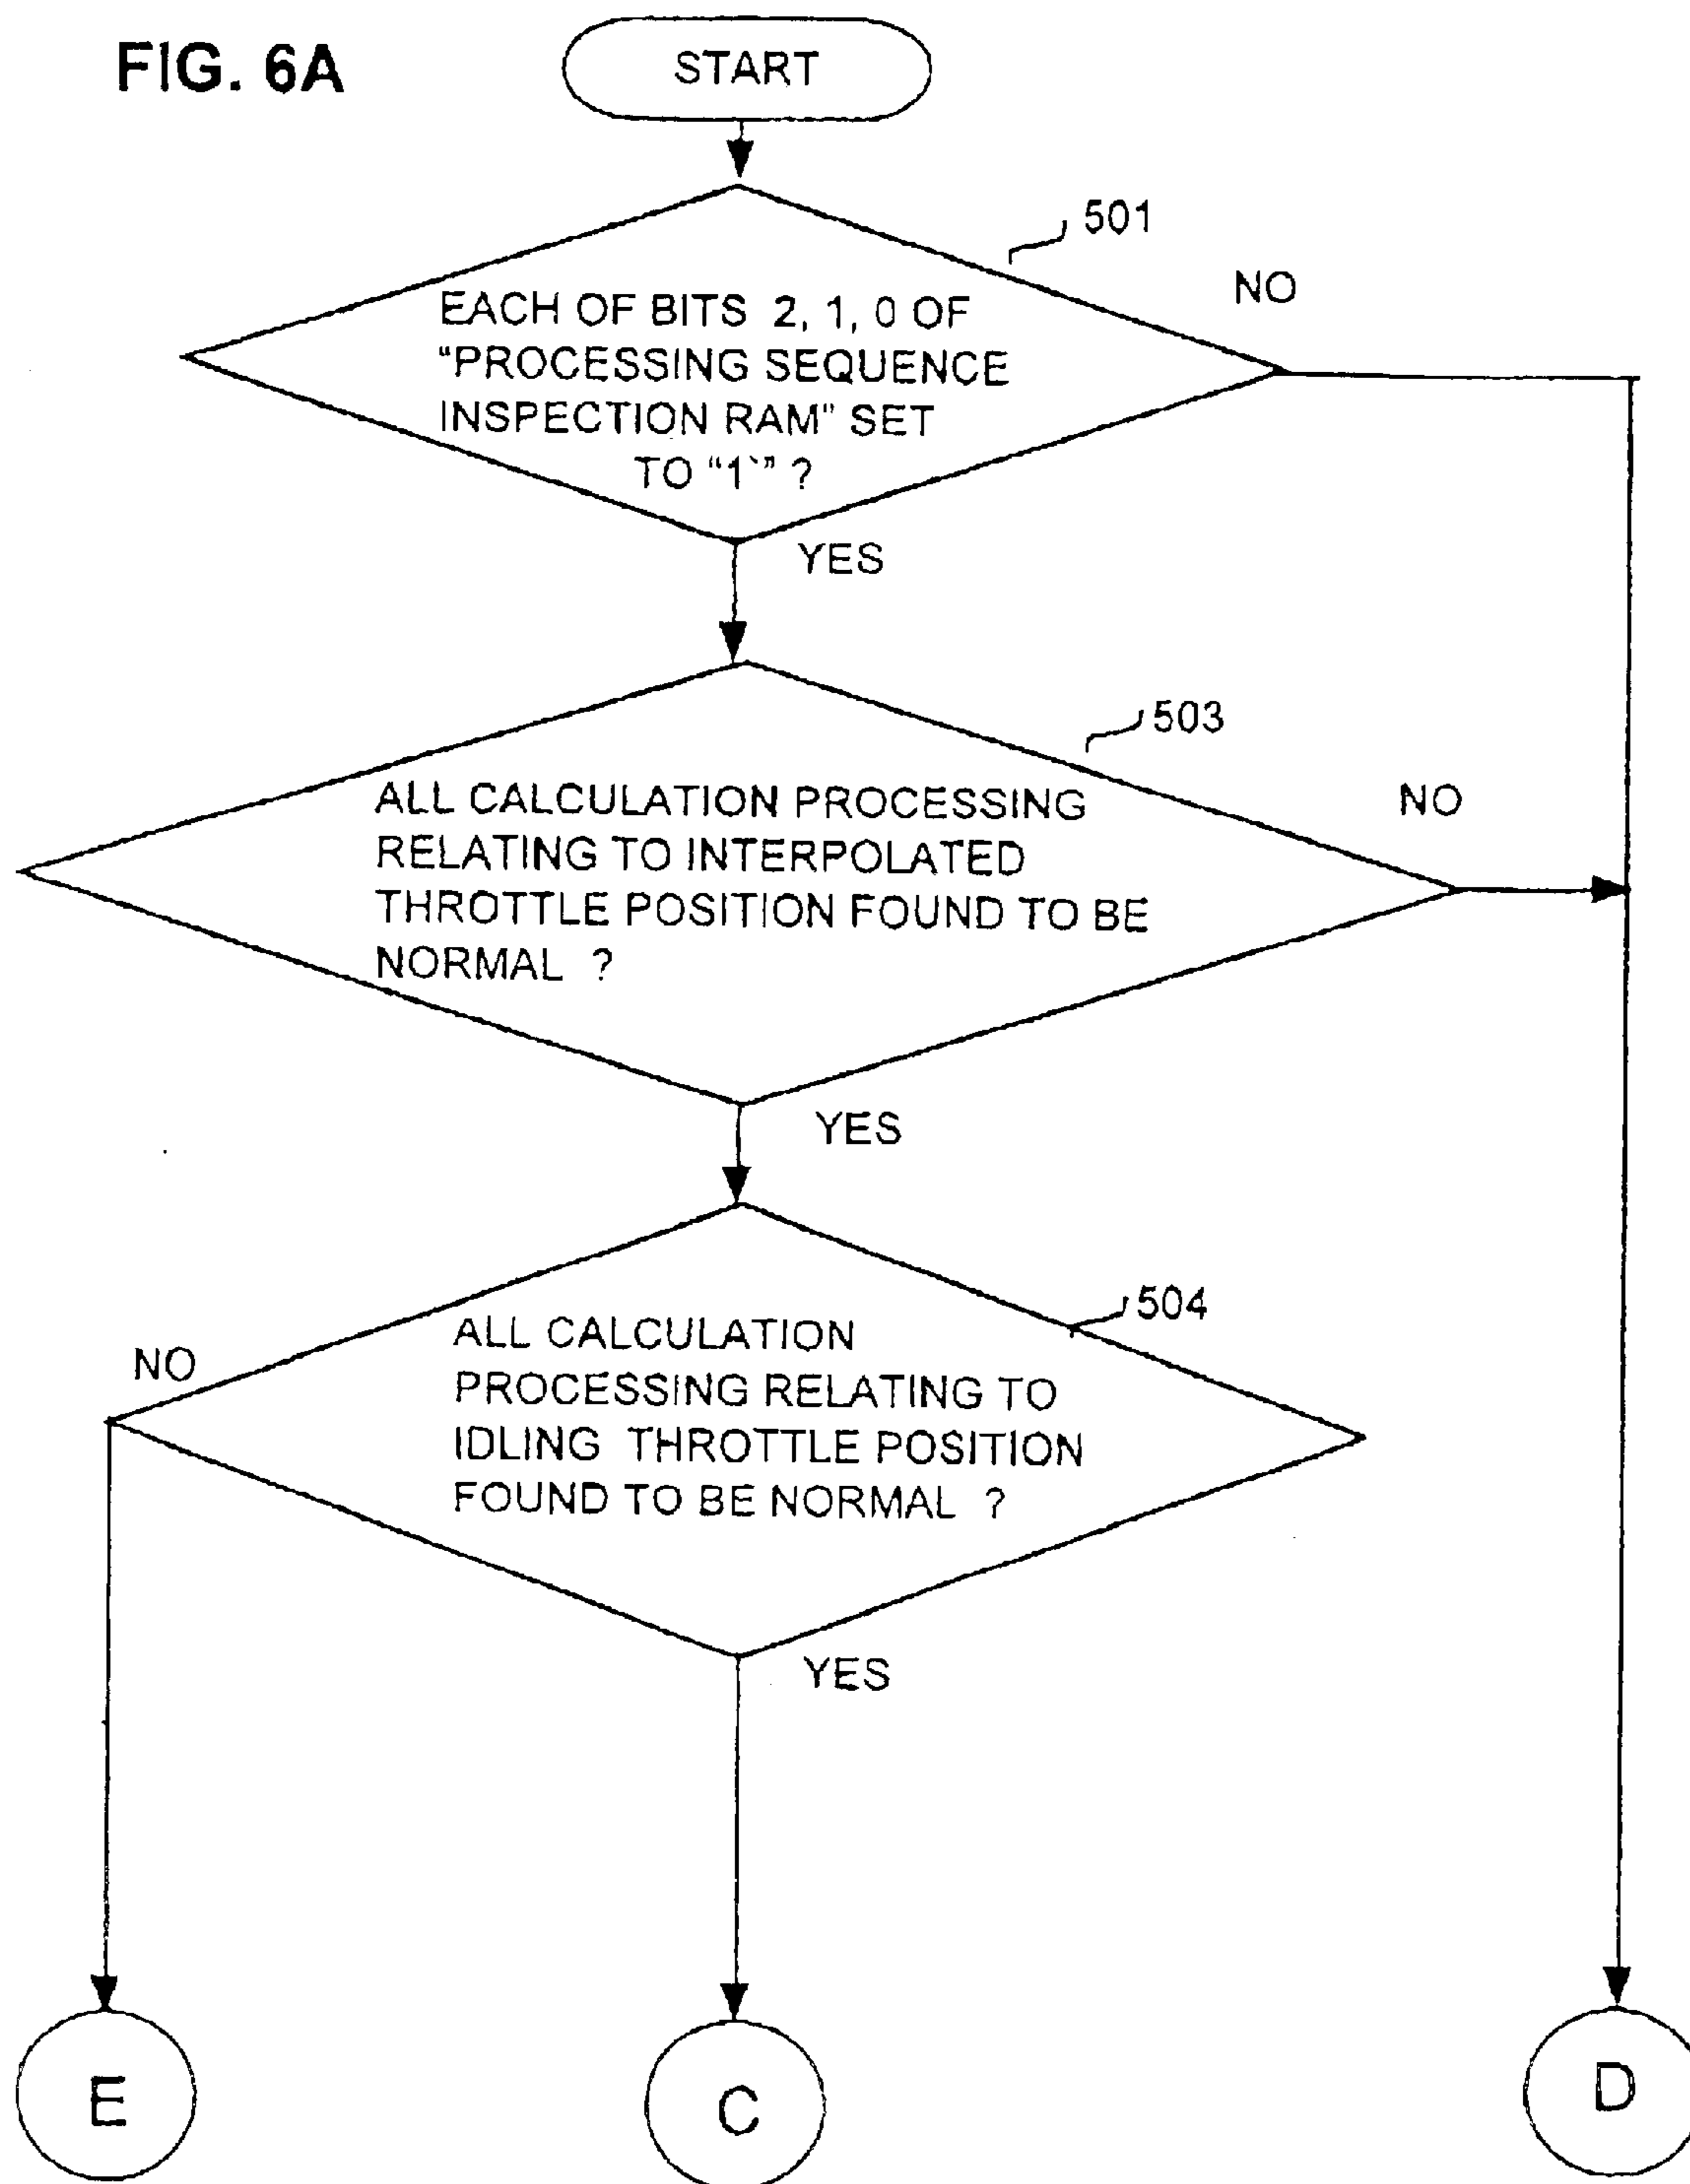 FIG. 6A
START
501
NO
EACH OF BITS 2, 1, 0 OF
"PROCESSING SEQUENCE
INSPECTION RAM" SET
TO "1`" ?
YES
503
NO
ALL CALCULATION PROCESSING
RELATING TO INTERPOLATED
THROTTLE POSITION FOUND TO BE
NORMAL ?
YES
504
NO
ALL CALCULATION
PROCESSING RELATING TO
IDLING THROTTLE POSITION
FOUND TO BE NORMAL ?
YES
E
C
D